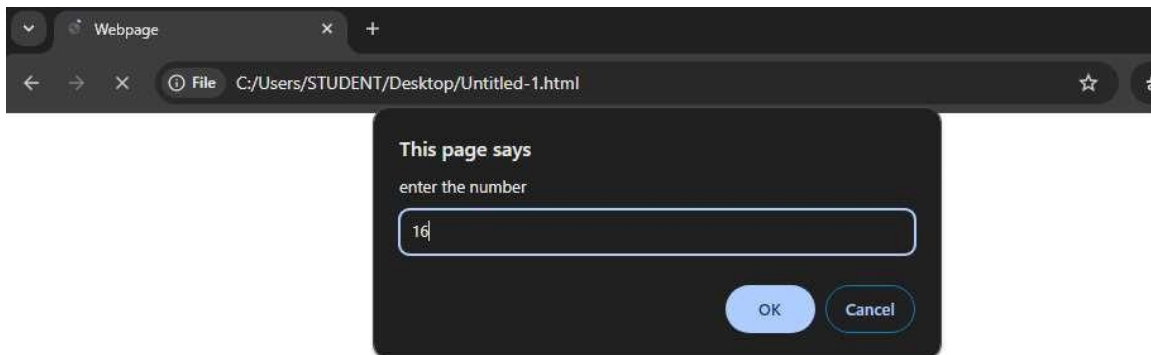 Webpage
File C:/Users/STUDENT/Desktop/Untitled-1.html
This page says
enter the number
16
OK Cancel